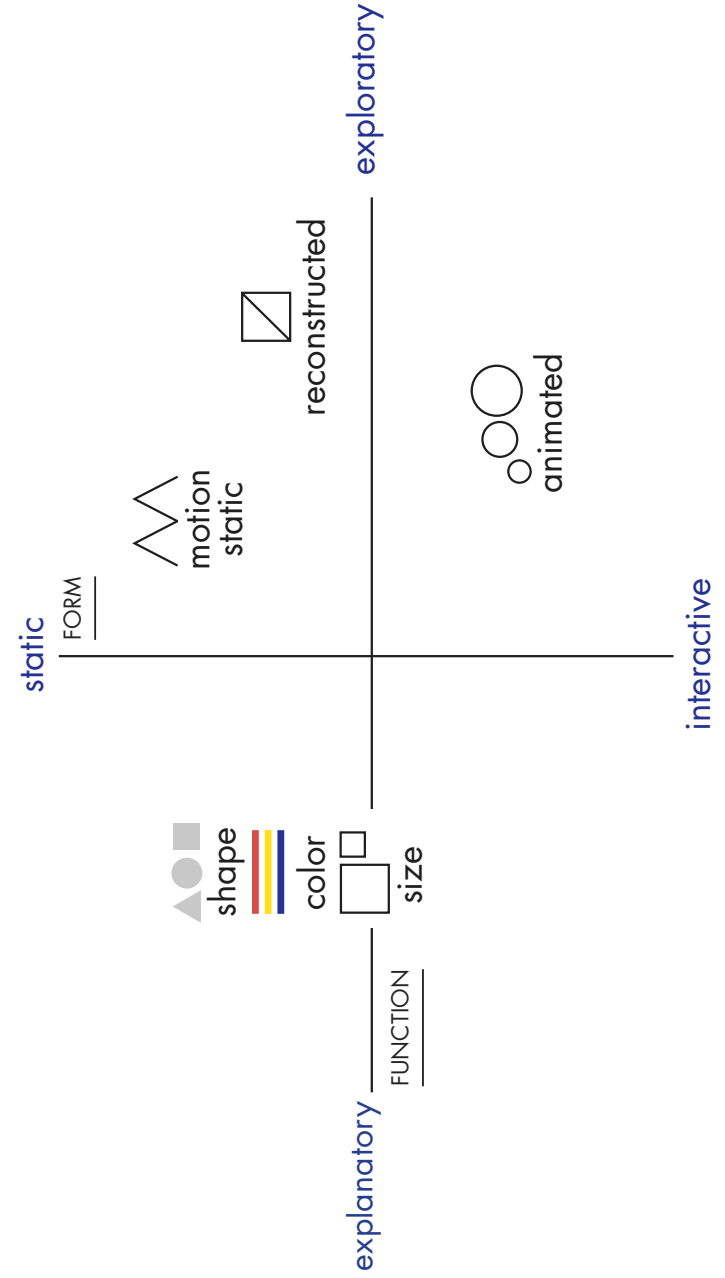 static
FORM
motion
static
reconstructed
shape
color
size
explanatory
FUNCTION
exploratory
animated
interactive